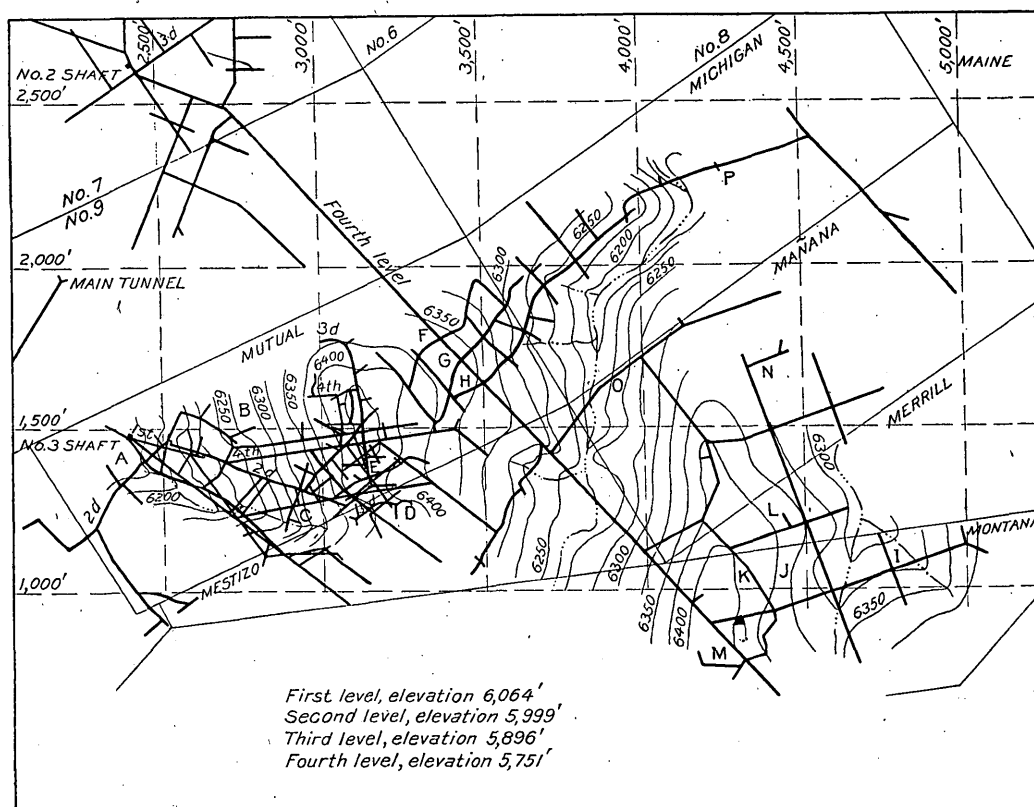 2,500'
3d
3,000'
No.6
3,500'
4,000'
No.8
MICHIGAN
4,500'
5,000'
MAINE
No.2 SHAFT
2,500'
No.7
No.9
Fourth level
P
2,000'
MAIN TUNNEL
6250
6200
6250
MAÑANA
6300
6350
MUTUAL
3d
6400
F
G
H
O
N
MERRILL
4th
B
6250
6300
6350
1,500'
No.3 SHAFT
1st
4th
2d
E
A
6200
C
D
6400
2d
6300
L
MONTANA
I
MESTIZO
1,000'
6250
6300
6350
6400
K
J
6350
M
First level, elevation 6,064'
Second level, elevation 5,999'
Third level, elevation 5,896'
Fourth level, elevation 5,751'